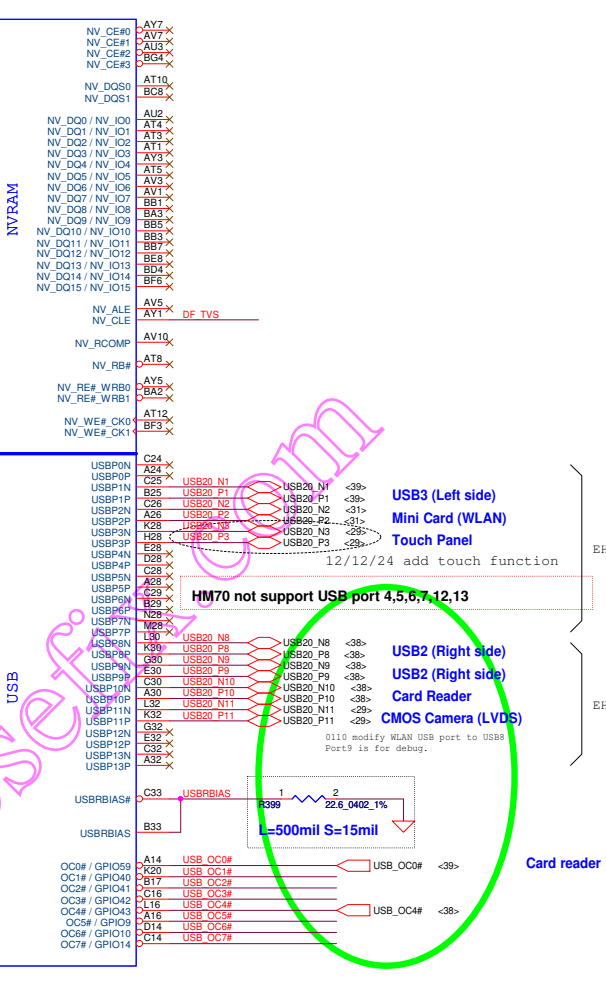 NV_CE#0 AY7
NV_CE#1 AV7
NV_CE#2 AU3
NV_CE#3 BG4
NV_DQS0 AT10
NV_DQS1 BC8
NV_DQ0 / NV_IO0 AU2
NV_DQ1 / NV_IO1 AT4
NV_DQ2 / NV_IO2 AT3
NV_DQ3 / NV_IO3 AT1
NV_DQ4 / NV_IO4 AY3
NV_DQ5 / NV_IO5 AT5
NV_DQ6 / NV_IO6 AV3
NV_DQ7 / NV_IO7 AV1
NV_DQ8 / NV_IO8 BB1
NV_DQ9 / NV_IO9 BA3
NV_DQ10 / NV_IO10 BB5
NV_DQ11 / NV_IO11 BB3
NV_DQ12 / NV_IO12 BB7
NV_DQ13 / NV_IO13 BE8
NV_DQ14 / NV_IO14 BD4
NV_DQ15 / NV_IO15 BF6
NVRAM
NV_ALE AV5
NV_CLE AY1 DF_TVS
NV_RCOMP AV10
NV_RB# AT8
NV_RE#_WRB0 AY5
NV_RE#_WRB1 BA2
NV_WE#_CK0 AT12
NV_WE#_CK1 BF3
USBP0N C24
USBP0P A24
USBP1N C25 USB20_N1 USB20_N1 <39>
USBP1P B25 USB20_P1 USB20_P1 <39> USB3 (Left side)
USBP2N C26 USB20_N2 USB20_N2 <31>
USBP2P A26 USB20_P2 USB20_P2 <31> Mini Card (WLAN)
USBP3N K28 USB20_N3 USB20_N3 <29>
USBP3P H28 USB20_P3 USB20_P3 <29> Touch Panel
USBP4N E28
USBP4P D28
12/12/24 add touch function
EH
USBP5N C28
USBP5P A28
USBP6N C29
USBP6P B29
HM70 not support USB port 4,5,6,7,12,13
USBP7N N28
USBP7P M28
USBP8N L30 USB20_N8 USB20_N8 <38>
USBP8P K30 USB20_P8 USB20_P8 <38> USB2 (Right side)
USBP9N G30 USB20_N9 USB20_N9 <38>
USBP9P E30 USB20_P9 USB20_P9 <38> USB2 (Right side)
USBP10N C30 USB20_N10 USB20_N10 <38>
USBP10P A30 USB20_P10 USB20_P10 <38> Card Reader
USBP11N L32 USB20_N11 USB20_N11 <29>
USBP11P K32 USB20_P11 USB20_P11 <29> CMOS Camera (LVDS)
EH
USBP12N G32
USBP12P E32
USBP13N C32
USBP13P A32
0110 modify WLAN USB port to USB8
Port9 is for debug.
USB
USBRBIAS# C33 USBRBIAS
1 2
R399 22.6_0402_1%
USBRBIAS B33
L=500mil S=15mil
OC0# / GPIO59 A14 USB_OC0# USB_OC0# <39> Card reader
OC1# / GPIO40 K20 USB_OC1#
OC2# / GPIO41 B17 USB_OC2#
OC3# / GPIO42 C16 USB_OC3#
OC4# / GPIO43 L16 USB_OC4# USB_OC4# <38>
OC5# / GPIO9 A16 USB_OC5#
OC6# / GPIO10 D14 USB_OC6#
OC7# / GPIO14 C14 USB_OC7#
sefix.com